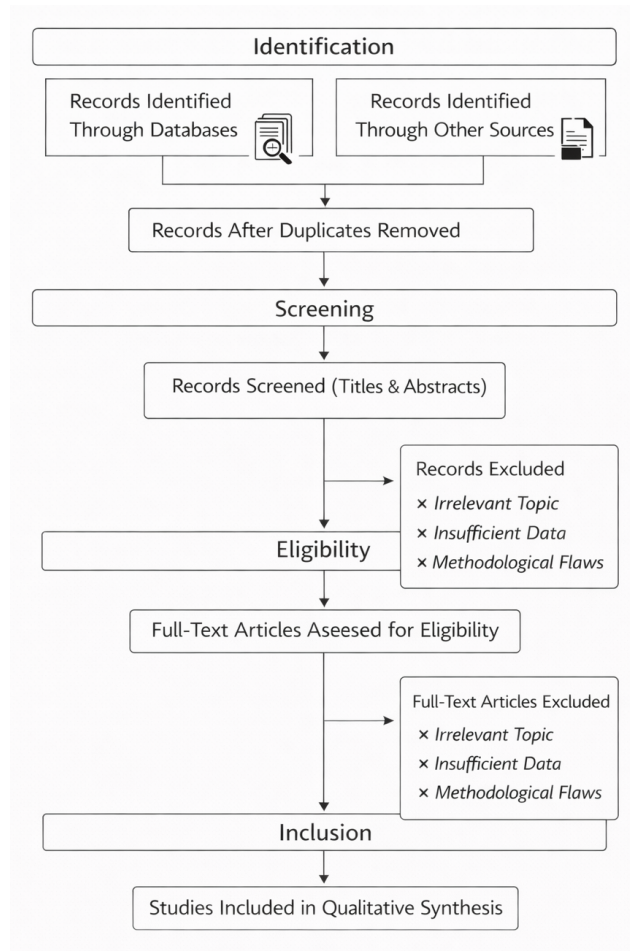 Identification
Records Identified
Through Databases
Records Identified
Through Other Sources
Records After Duplicates Removed
Screening
Records Screened (Titles & Abstracts)
Records Excluded
× Irrelevant Topic
× Insufficient Data
× Methodological Flaws
Eligibility
Full-Text Articles Aseesed for Eligibility
Full-Text Articles Excluded
× Irrelevant Topic
× Insufficient Data
× Methodological Flaws
Inclusion
Studies Included in Qualitative Synthesis